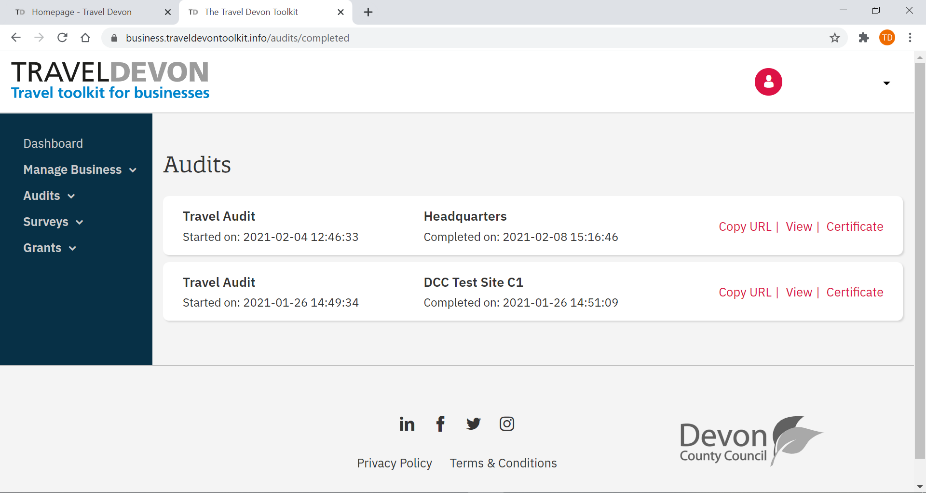 TD Homepage - Travel Devon
TD The Travel Devon Toolkit
business.traveldevontoolkit.info/audits/completed
TD
TRAVELDEVON
Travel toolkit for businesses
Dashboard
Manage Business
Audits
Surveys
Grants
Audits
Travel Audit Headquarters
Started on: 2021-02-04 12:46:33 Completed on: 2021-02-08 15:16:46
Copy URL | View | Certificate
Travel Audit DCC Test Site C1
Started on: 2021-01-26 14:49:34 Completed on: 2021-01-26 14:51:09
Copy URL | View | Certificate
Devon
County Council
Privacy Policy Terms & Conditions